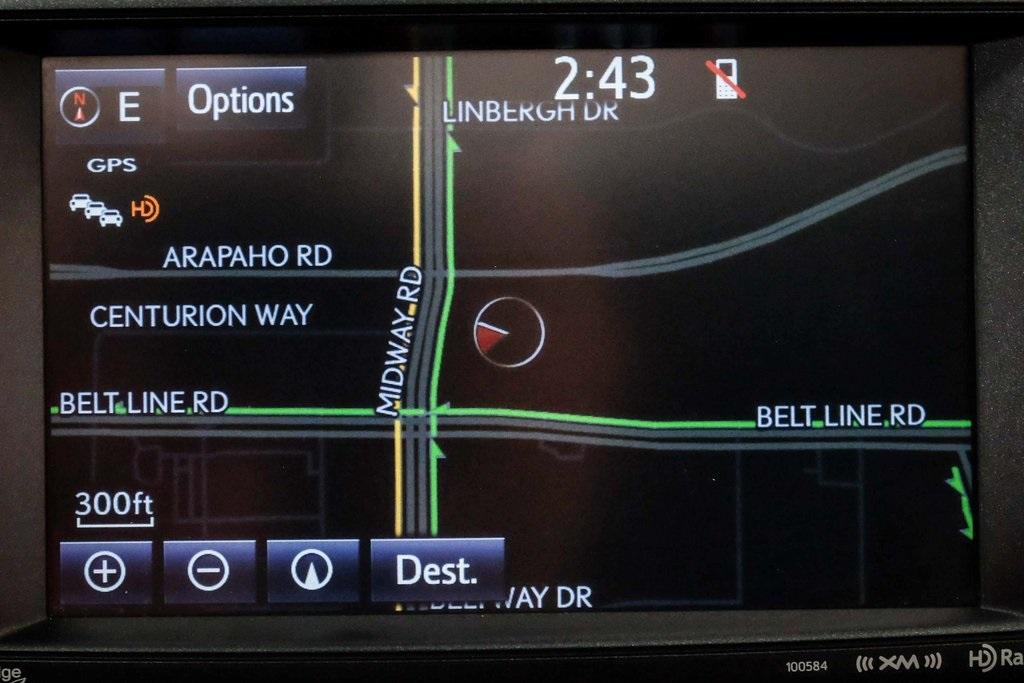 N
E
Options
2:43
LINBERGH DR
GPS
HD
ARAPAHO RD
MIDWAY RD
CENTURION WAY
BELT LINE RD
BELT LINE RD
300ft
Dest.
WAY DR
100584
XM
HD Ra